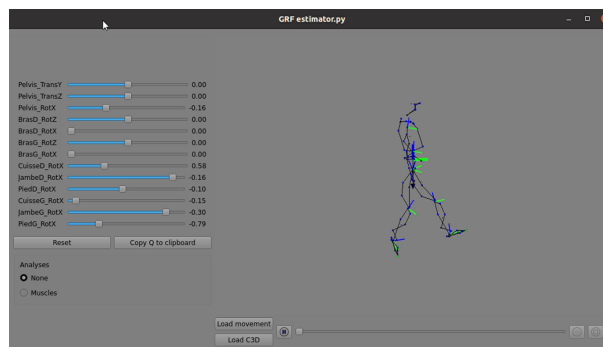 GRF estimator.py
Pelvis_TransY 0.00
Pelvis_TransZ 0.00
Pelvis_RotX -0.16
BrasD_RotZ 0.00
BrasD_RotX 0.00
BrasG_RotZ 0.00
BrasG_RotX 0.00
CuisseD_RotX 0.58
JambeD_RotX -0.16
PiedD_RotX -0.10
CuisseG_RotX -0.15
JambeG_RotX -0.30
PiedG_RotX -0.79
Reset Copy Q to clipboard
Analyses
None
Muscles
Load movement
Load C3D